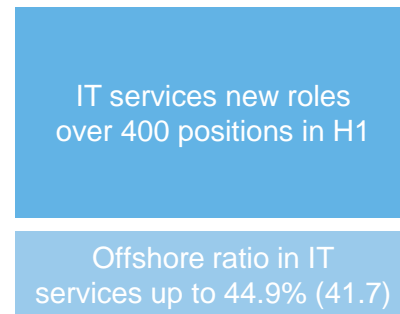 IT services new roles
over 400 positions in H1
Offshore ratio in IT
services up to 44.9% (41.7)